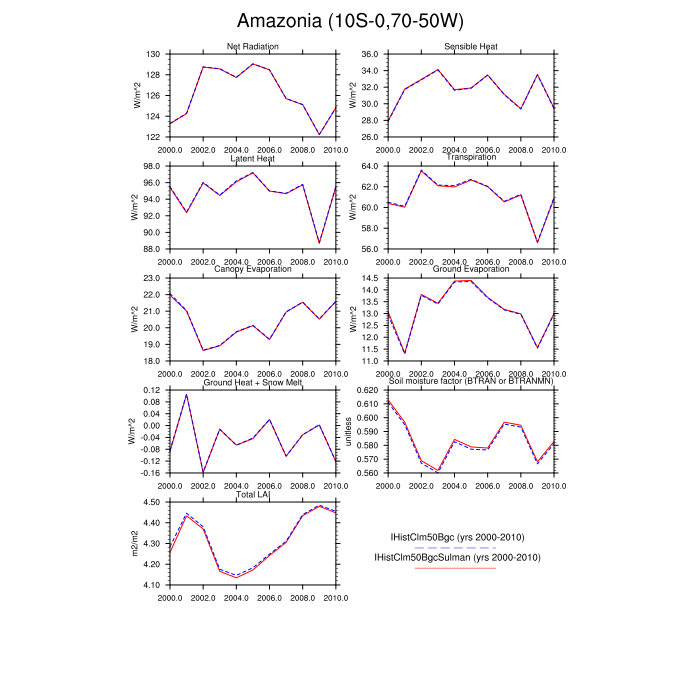 Amazonia (10S-0,70-50W)
Net Radiation
Sensible Heat
130
128
126
124
122
W/m^2
36.0
34.0
32.0
30.0
28.0
26.0
W/m^2
2000.0 2002.0 2004.0 2006.0 2008.0 2010.0
2000.0 2002.0 2004.0 2006.0 2008.0 2010.0
Latent Heat
Transpiration
98.0
96.0
94.0
92.0
90.0
88.0
W/m^2
64.0
62.0
60.0
58.0
56.0
W/m^2
2000.0 2002.0 2004.0 2006.0 2008.0 2010.0
2000.0 2002.0 2004.0 2006.0 2008.0 2010.0
Canopy Evaporation
Ground Evaporation
23.0
22.0
21.0
20.0
19.0
18.0
W/m^2
14.5
14.0
13.5
13.0
12.5
12.0
11.5
11.0
W/m^2
2000.0 2002.0 2004.0 2006.0 2008.0 2010.0
2000.0 2002.0 2004.0 2006.0 2008.0 2010.0
Ground Heat + Snow Melt
Soil moisture factor (BTRAN or BTRANMN)
0.12
0.08
0.04
0.00
-0.04
-0.08
-0.12
-0.16
W/m^2
0.620
0.610
0.600
0.590
0.580
0.570
0.560
unitless
2000.0 2002.0 2004.0 2006.0 2008.0 2010.0
2000.0 2002.0 2004.0 2006.0 2008.0 2010.0
Total LAI
4.50
4.40
4.30
4.20
4.10
m2/m2
2000.0 2002.0 2004.0 2006.0 2008.0 2010.0
IHistClm50Bgc (yrs 2000-2010)
IHistClm50BgcSulman (yrs 2000-2010)